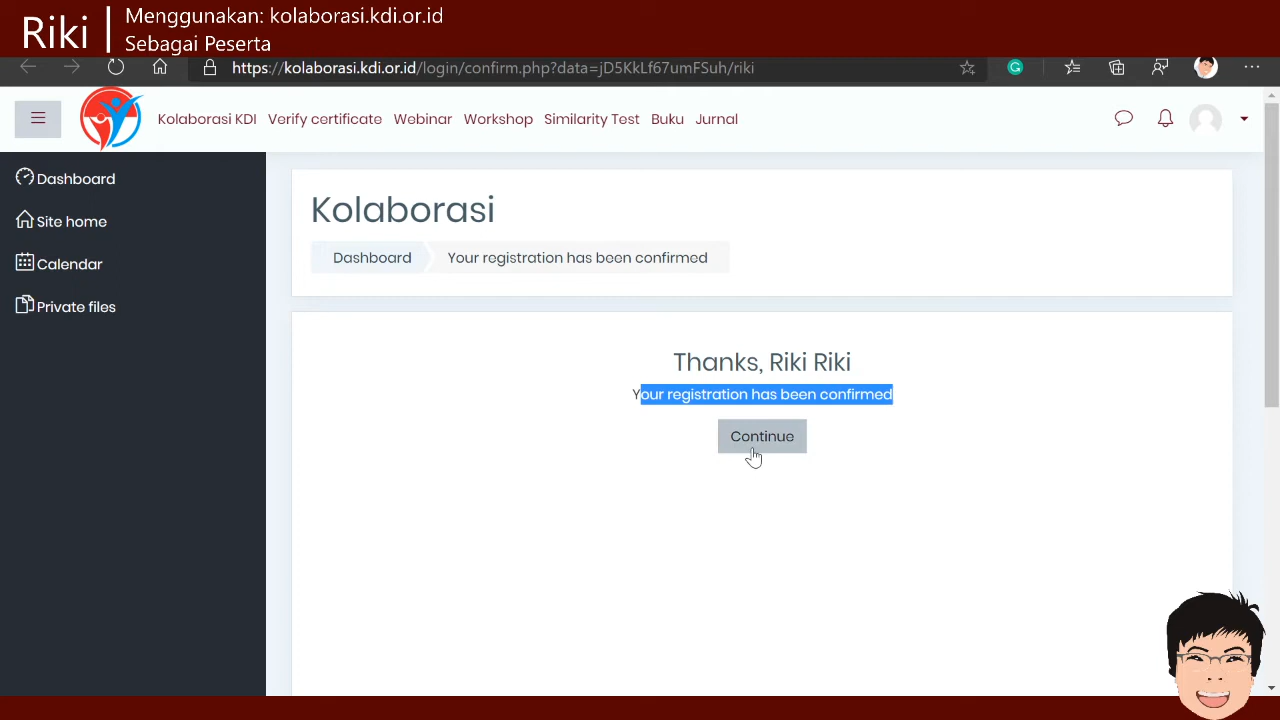 Riki
Menggunakan: kolaborasi.kdi.or.id
Sebagai Peserta
https://kolaborasi.kdi.or.id/login/confirm.php?data=jD5KkLf67umFSuh/riki
Kolaborasi KDI Verify certificate Webinar Workshop Similarity Test Buku Jurnal
Dashboard
Site home
Calendar
Private files
Kolaborasi
Dashboard Your registration has been confirmed
Thanks, Riki Riki
Your registration has been confirmed
Continue